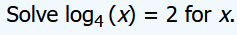 Solve log₄ (x) = 2 for x.